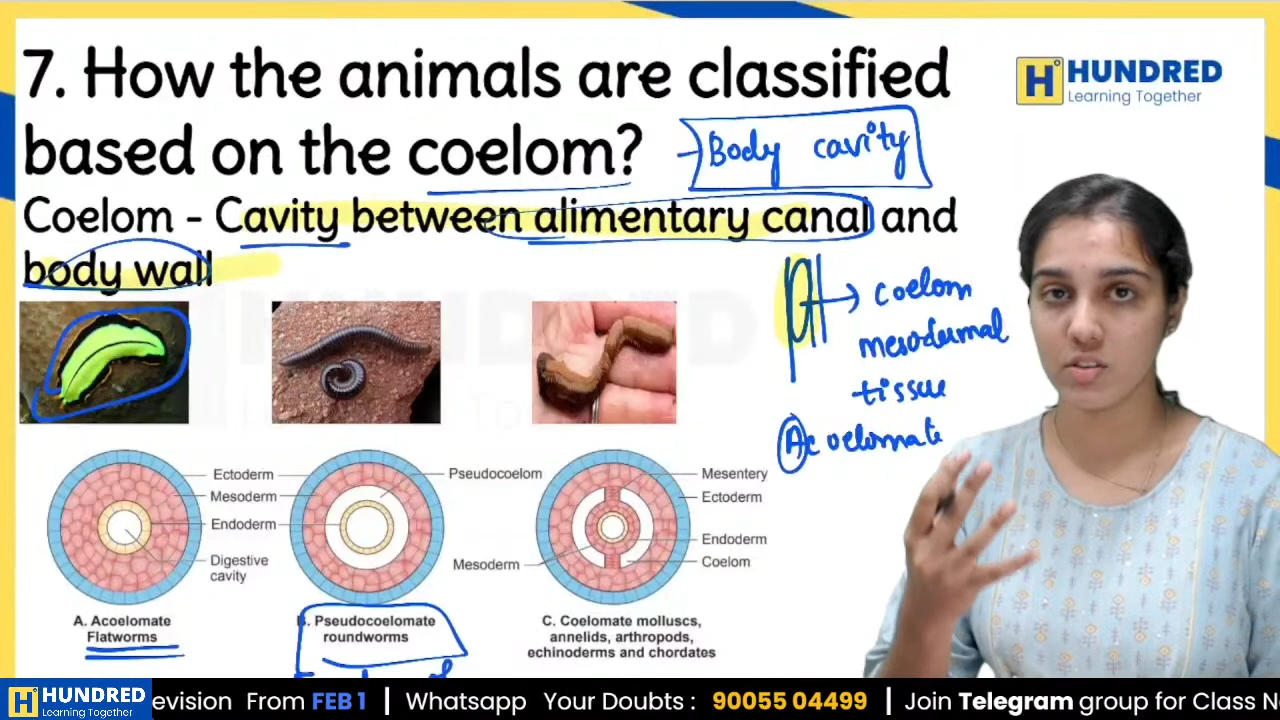 7. How the animals are classified
based on the coelom?
Body cavity
HUNDRED
Learning Together
Coelom - Cavity between alimentary canal and
body wall
coelom
mesodermal
tissue
Acoelomate
Ectoderm
Mesoderm
Endoderm
Digestive
cavity
Pseudocoelom
Mesoderm
Mesentery
Ectoderm
Endoderm
Coelom
A. Acoelomate
Flatworms
B. Pseudocoelomate
roundworms
C. Coelomate molluscs,
annelids, arthropods,
echinoderms and chordates
HUNDRED
Learning Together
evision From FEB 1 | Whatsapp Your Doubts : 90055 04499 | Join Telegram group for Class N